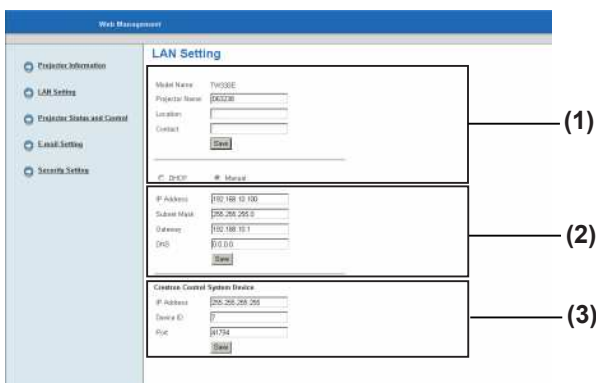 Web Management
LAN Setting
Projector Information
LAN Setting
Projector Status and Control
E-mail Setting
Security Setting
Model Name
Projector Name
Location
Contact
Save
DHCP Manual
(1)
IP Address 192.168.10.100
Subnet Mask 255.255.255.0
Gateway 192.168.10.1
DNS 0.0.0.0
Save
(2)
Crestron Control System Device
IP Address 255.255.255.255
Device ID 7
Port 41794
Save
(3)